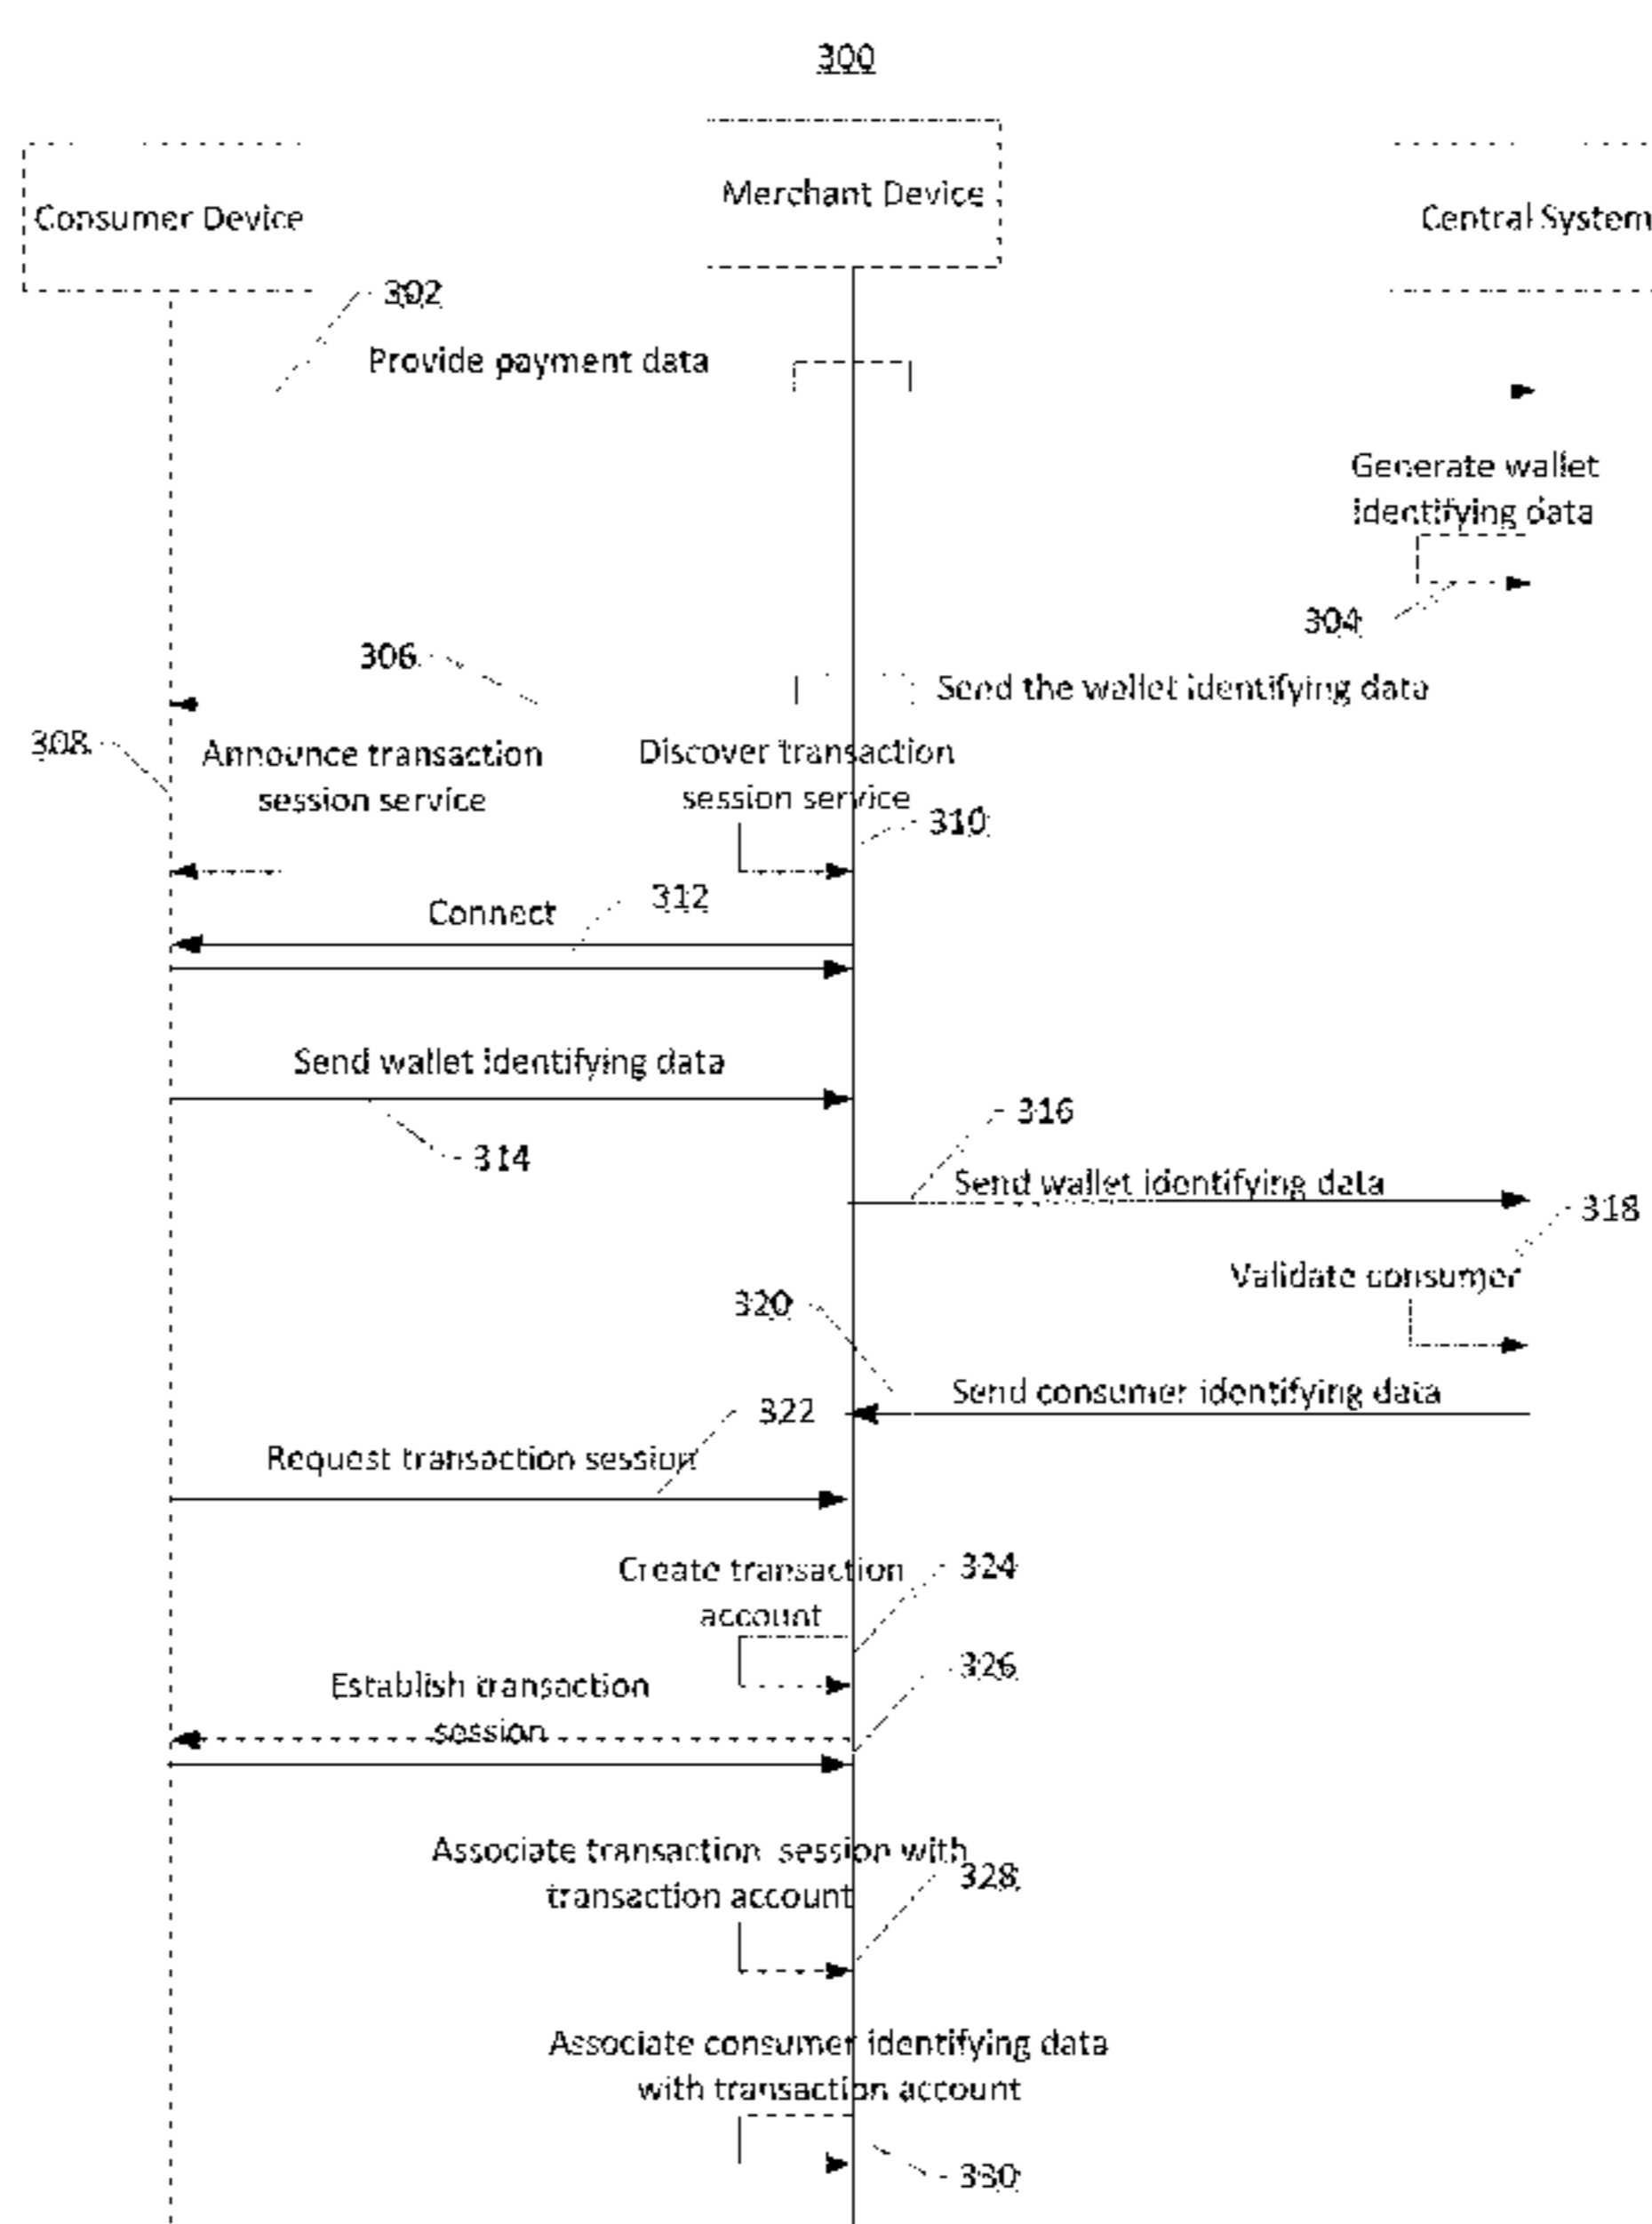 300
Merchant Device
Consumer Device
Central System
302
Provide payment data
Generate wallet
identifying data
304
306
Send the wallet identifying data
308
Announce transaction
session service
Discover transaction
session service
310
312
Connect
Send wallet identifying data
314
316
Send wallet identifying data
318
Validate consumer
320
Send consumer identifying data
322
Request transaction session
Create transaction
account
324
326
Establish transaction
session
Associate transaction session with
transaction account
328
Associate consumer identifying data
with transaction account
330